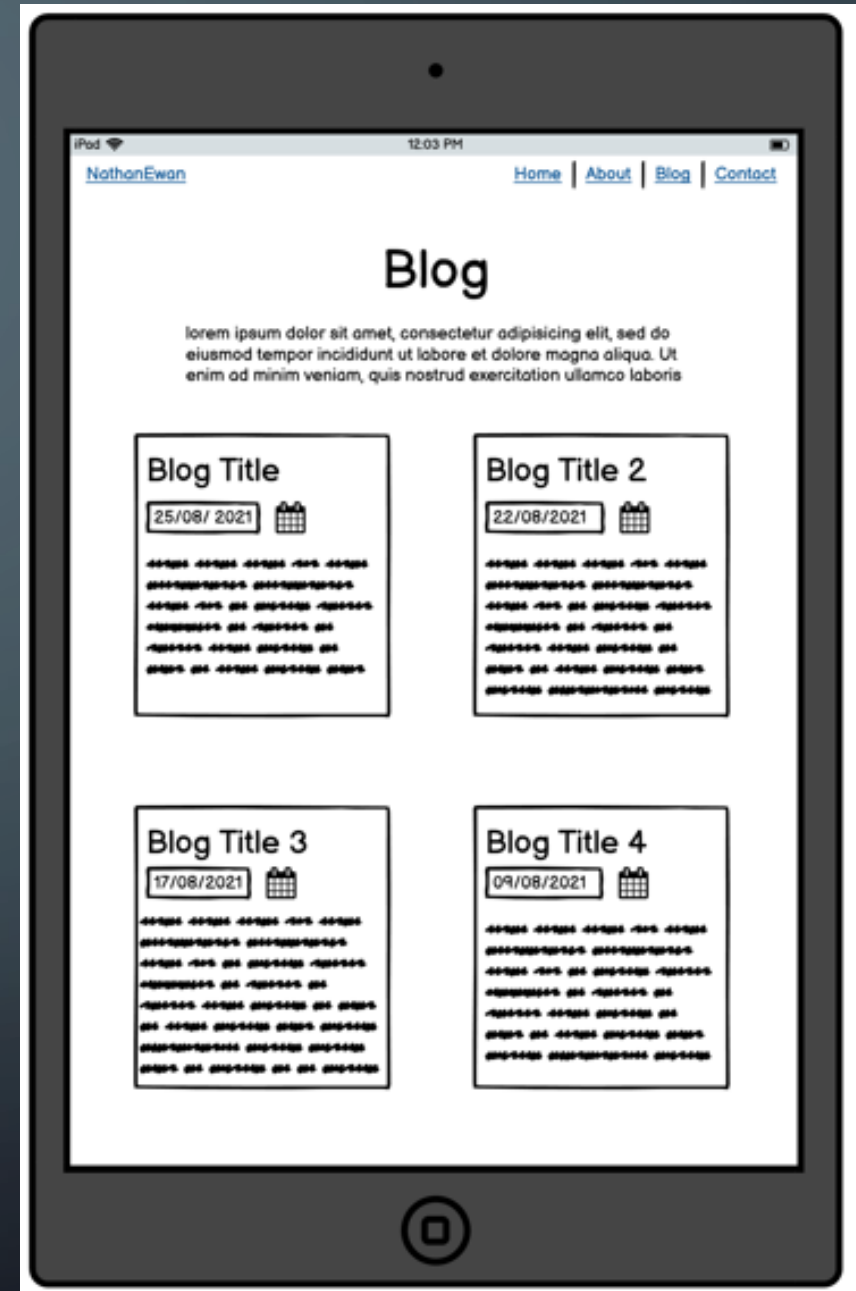 iPod 12:03 PM
NathanEwan Home About Blog Contact
Blog
lorem ipsum dolor sit amet, consectetur adipisicing elit, sed do
eiusmod tempor incididunt ut labore et dolore magna aliqua. Ut
enim ad minim veniam, quis nostrud exercitation ullamco laboris
Blog Title
25/08/ 2021
Blog Title 2
22/08/2021
Blog Title 3
17/08/2021
Blog Title 4
09/08/2021